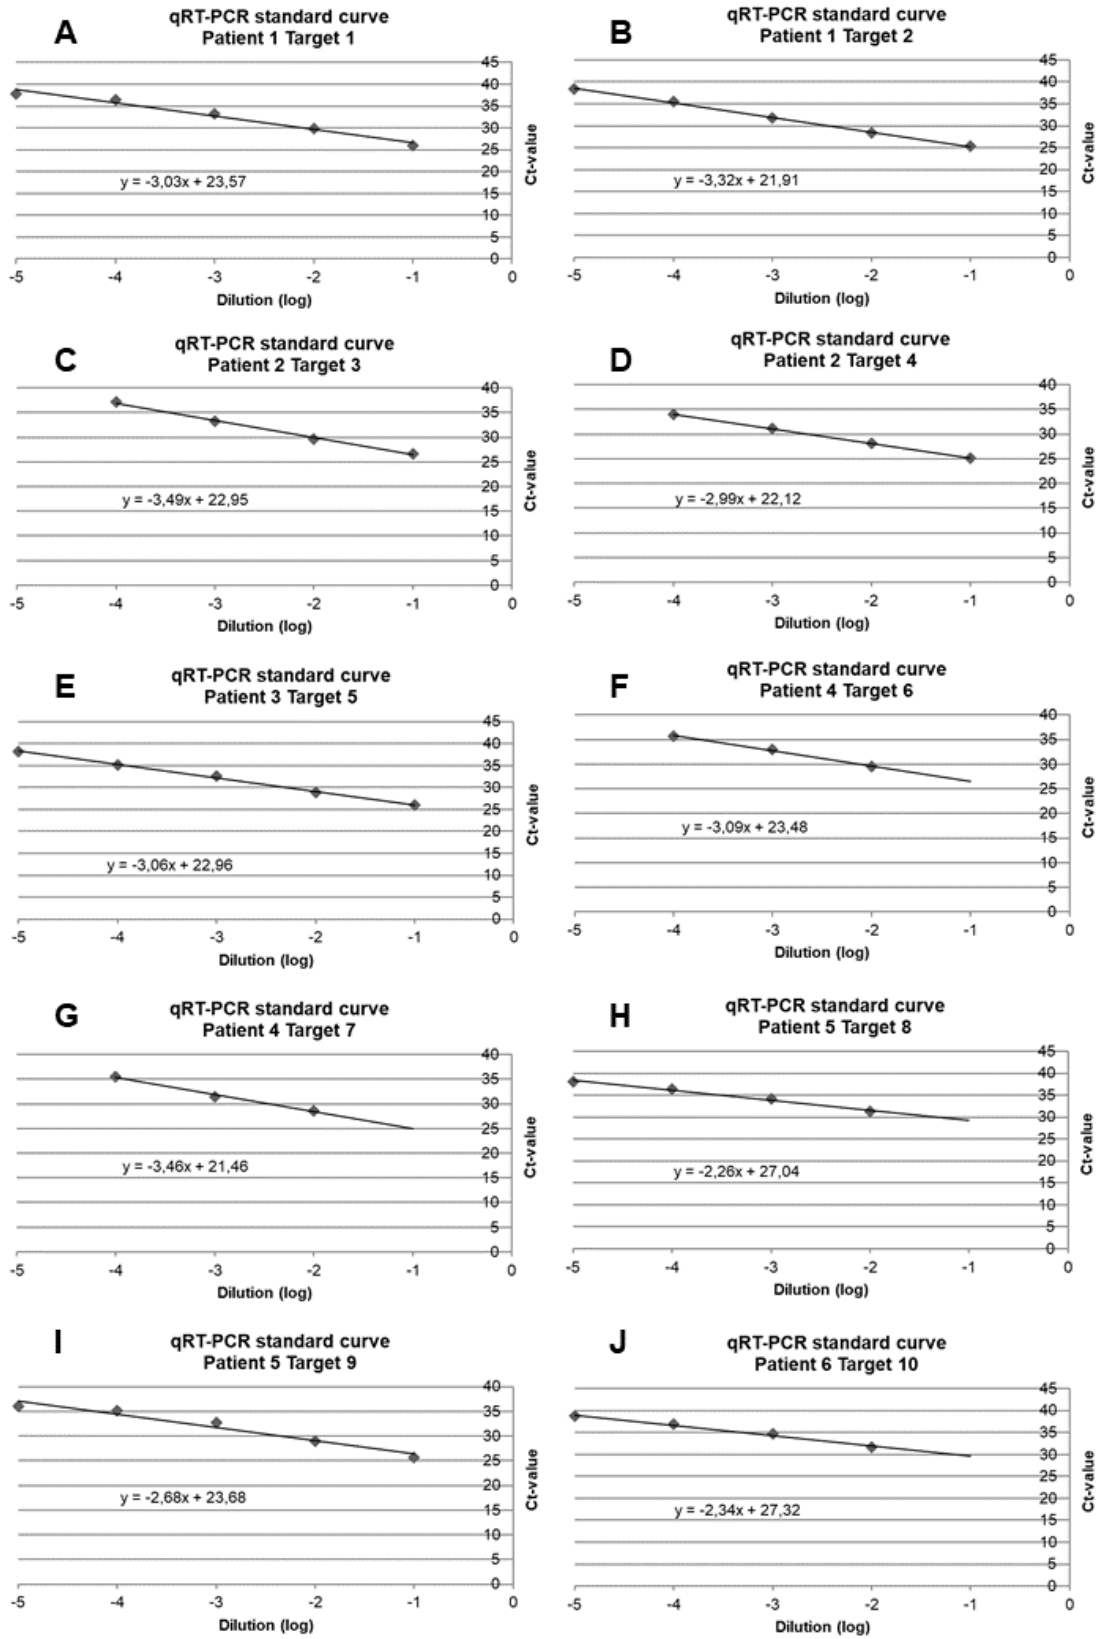 A
qRT-PCR standard curve
Patient 1 Target 1
45
40
35
30
25
20
15
10
5
0
Ct-value
y = -3,03x + 23,57
-5 -4 -3 -2 -1 0
Dilution (log)
B
qRT-PCR standard curve
Patient 1 Target 2
45
40
35
30
25
20
15
10
5
0
Ct-value
y = -3,32x + 21,91
-5 -4 -3 -2 -1 0
Dilution (log)
C
qRT-PCR standard curve
Patient 2 Target 3
40
35
30
25
20
15
10
5
0
Ct-value
y = -3,49x + 22,95
-5 -4 -3 -2 -1 0
Dilution (log)
D
qRT-PCR standard curve
Patient 2 Target 4
40
35
30
25
20
15
10
5
0
Ct-value
y = -2,99x + 22,12
-5 -4 -3 -2 -1 0
Dilution (log)
E
qRT-PCR standard curve
Patient 3 Target 5
45
40
35
30
25
20
15
10
5
0
Ct-value
y = -3,06x + 22,96
-5 -4 -3 -2 -1 0
Dilution (log)
F
qRT-PCR standard curve
Patient 4 Target 6
40
35
30
25
20
15
10
5
0
Ct-value
y = -3,09x + 23,48
-5 -4 -3 -2 -1 0
Dilution (log)
G
qRT-PCR standard curve
Patient 4 Target 7
40
35
30
25
20
15
10
5
0
Ct-value
y = -3,46x + 21,46
-5 -4 -3 -2 -1 0
Dilution (log)
H
qRT-PCR standard curve
Patient 5 Target 8
45
40
35
30
25
20
15
10
5
0
Ct-value
y = -2,26x + 27,04
-5 -4 -3 -2 -1 0
Dilution (log)
I
qRT-PCR standard curve
Patient 5 Target 9
40
35
30
25
20
15
10
5
0
Ct-value
y = -2,68x + 23,68
-5 -4 -3 -2 -1 0
Dilution (log)
J
qRT-PCR standard curve
Patient 6 Target 10
45
40
35
30
25
20
15
10
5
0
Ct-value
y = -2,34x + 27,32
-5 -4 -3 -2 -1 0
Dilution (log)